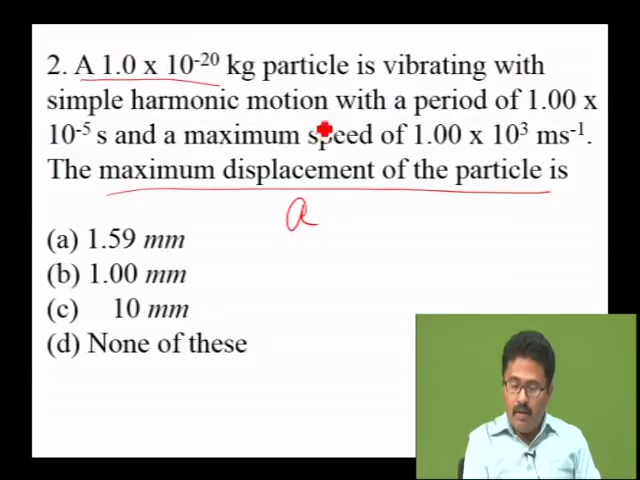 2. A 1.0 x 10⁻²⁰ kg particle is vibrating with
simple harmonic motion with a period of 1.00 x
10⁻⁵ s and a maximum speed of 1.00 x 10³ ms⁻¹.
The maximum displacement of the particle is
a
(a) 1.59 mm
(b) 1.00 mm
(c) 10 mm
(d) None of these